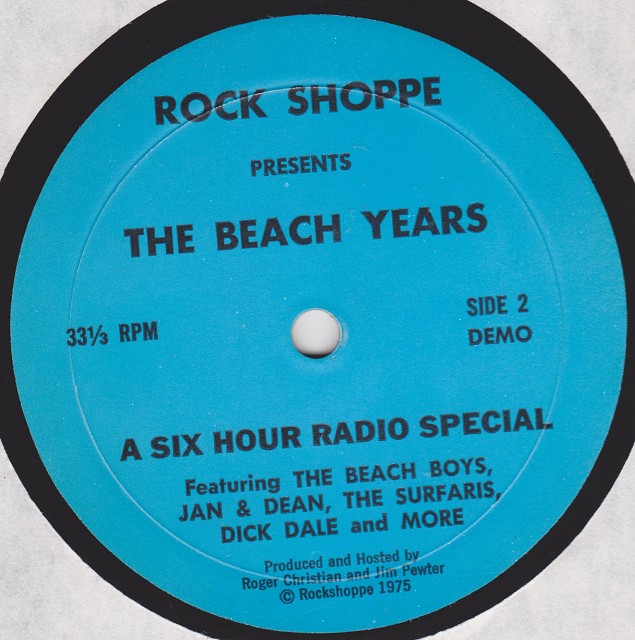 ROCK SHOPPE
PRESENTS
THE BEACH YEARS
33⅓ RPM
SIDE 2
DEMO
A SIX HOUR RADIO SPECIAL
Featuring THE BEACH BOYS,
JAN & DEAN, THE SURFARIS,
DICK DALE and MORE
Produced and Hosted by
Roger Christian and Jim Pewter
© Rockshoppe 1975